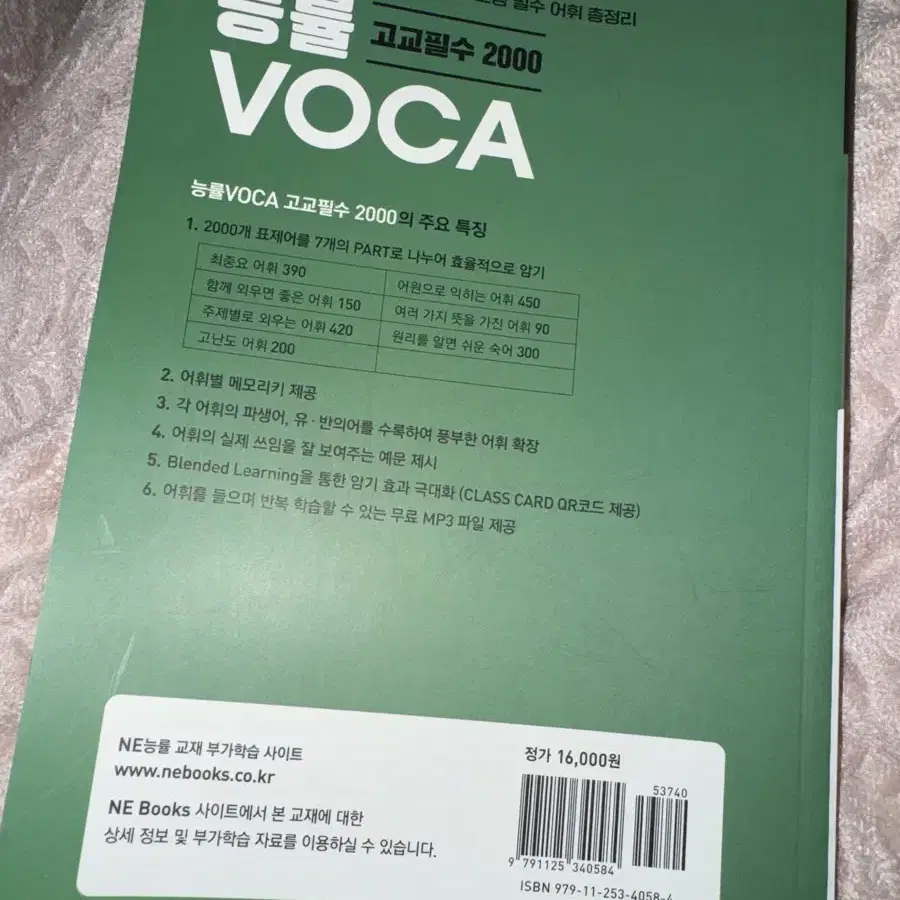 필수 어휘 총정리
능률
고교필수 2000
VOCA
능률VOCA 고교필수 2000의 주요 특징
1. 2000개 표제어를 7개의 PART로 나누어 효율적으로 암기
최중요 어휘 390
어원으로 익히는 어휘 450
함께 외우면 좋은 어휘 150
여러 가지 뜻을 가진 어휘 90
주제별로 외우는 어휘 420
원리를 알면 쉬운 숙어 300
고난도 어휘 200
2. 어휘별 메모리키 제공
3. 각 어휘의 파생어, 유·반의어를 수록하여 풍부한 어휘 확장
4. 어휘의 실제 쓰임을 잘 보여주는 예문 제시
5. Blended Learning을 통한 암기 효과 극대화 (CLASS CARD QR코드 제공)
6. 어휘를 들으며 반복 학습할 수 있는 무료 MP3 파일 제공
NE능률 교재 부가학습 사이트
www.nebooks.co.kr
NE Books 사이트에서 본 교재에 대한
상세 정보 및 부가학습 자료를 이용하실 수 있습니다.
정가 16,000원
53740
9 791125 340584
ISBN 979-11-253-4058-4